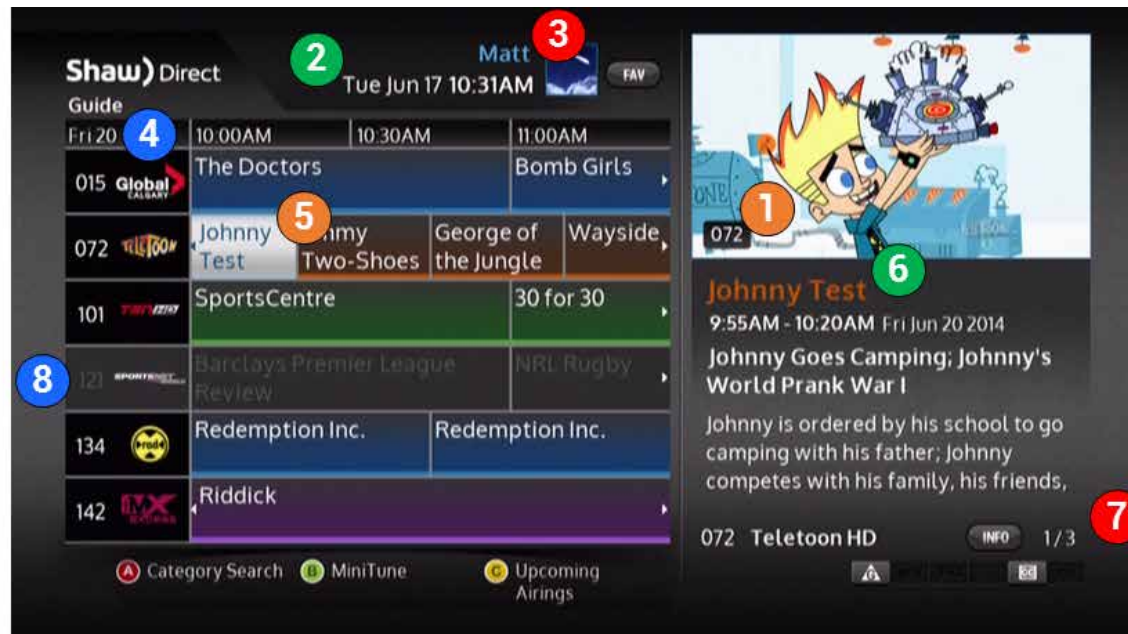 Shaw) Direct
Guide
2
Matt
3
Tue Jun 17 10:31AM
FAV
Fri 20
4
10:00AM
10:30AM
11:00AM
015
Global
CALGARY
The Doctors
Bomb Girls
072
TELETOON
Johnny
Test
5
Two-Shoes
George of
the Jungle
Wayside
101
SportsCentre
30 for 30
8
121
SPORTSNET
Barclays Premier League
Review
NRL Rugby
134
rad
Redemption Inc.
Redemption Inc.
142
Riddick
A Category Search
B MiniTune
C Upcoming
Airings
1
072
6
Johnny Test
9:55AM - 10:20AM Fri Jun 20 2014
Johnny Goes Camping; Johnny's
World Prank War I
Johnny is ordered by his school to go
camping with his father; Johnny
competes with his family, his friends,
072 Teletoon HD
INFO
1/3
7
G
CC